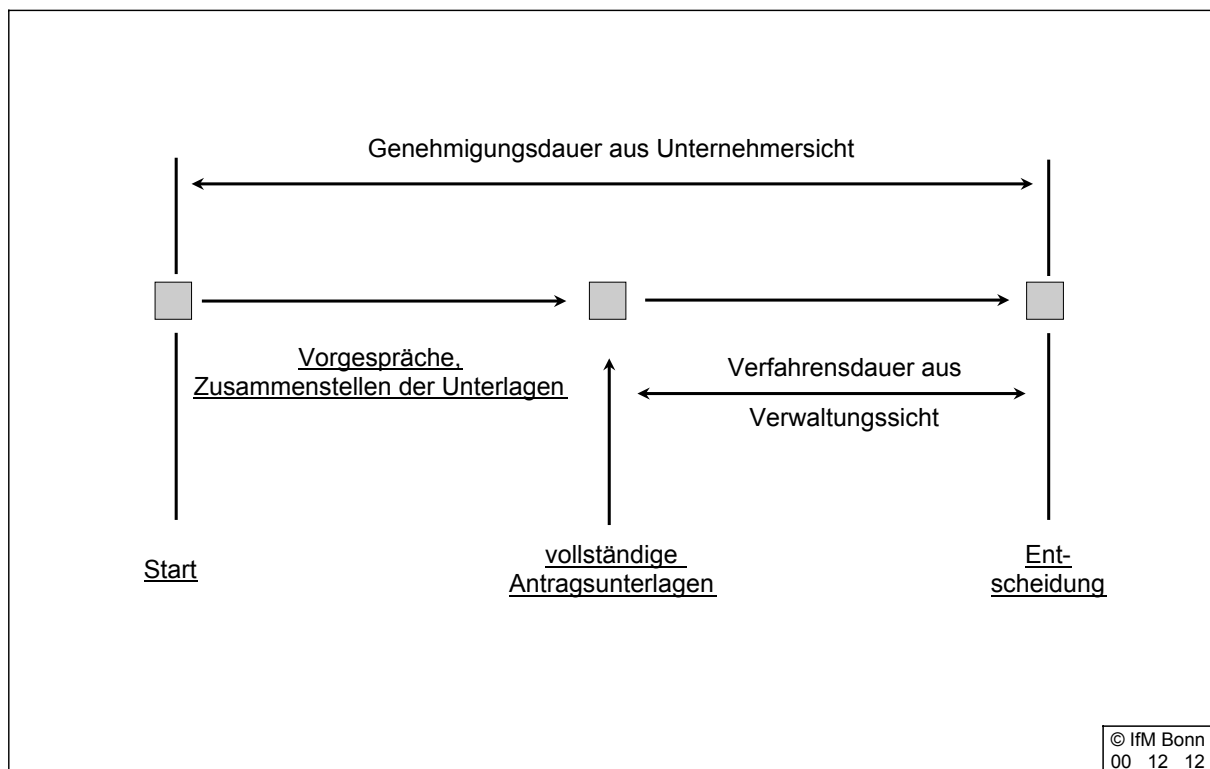 Genehmigungsdauer aus Unternehmersicht
Vorgespräche,
Zusammenstellen der Unterlagen
Verfahrensdauer aus
Verwaltungssicht
Start
vollständige
Antragsunterlagen
Ent-
scheidung
© IfM Bonn
00 12 12